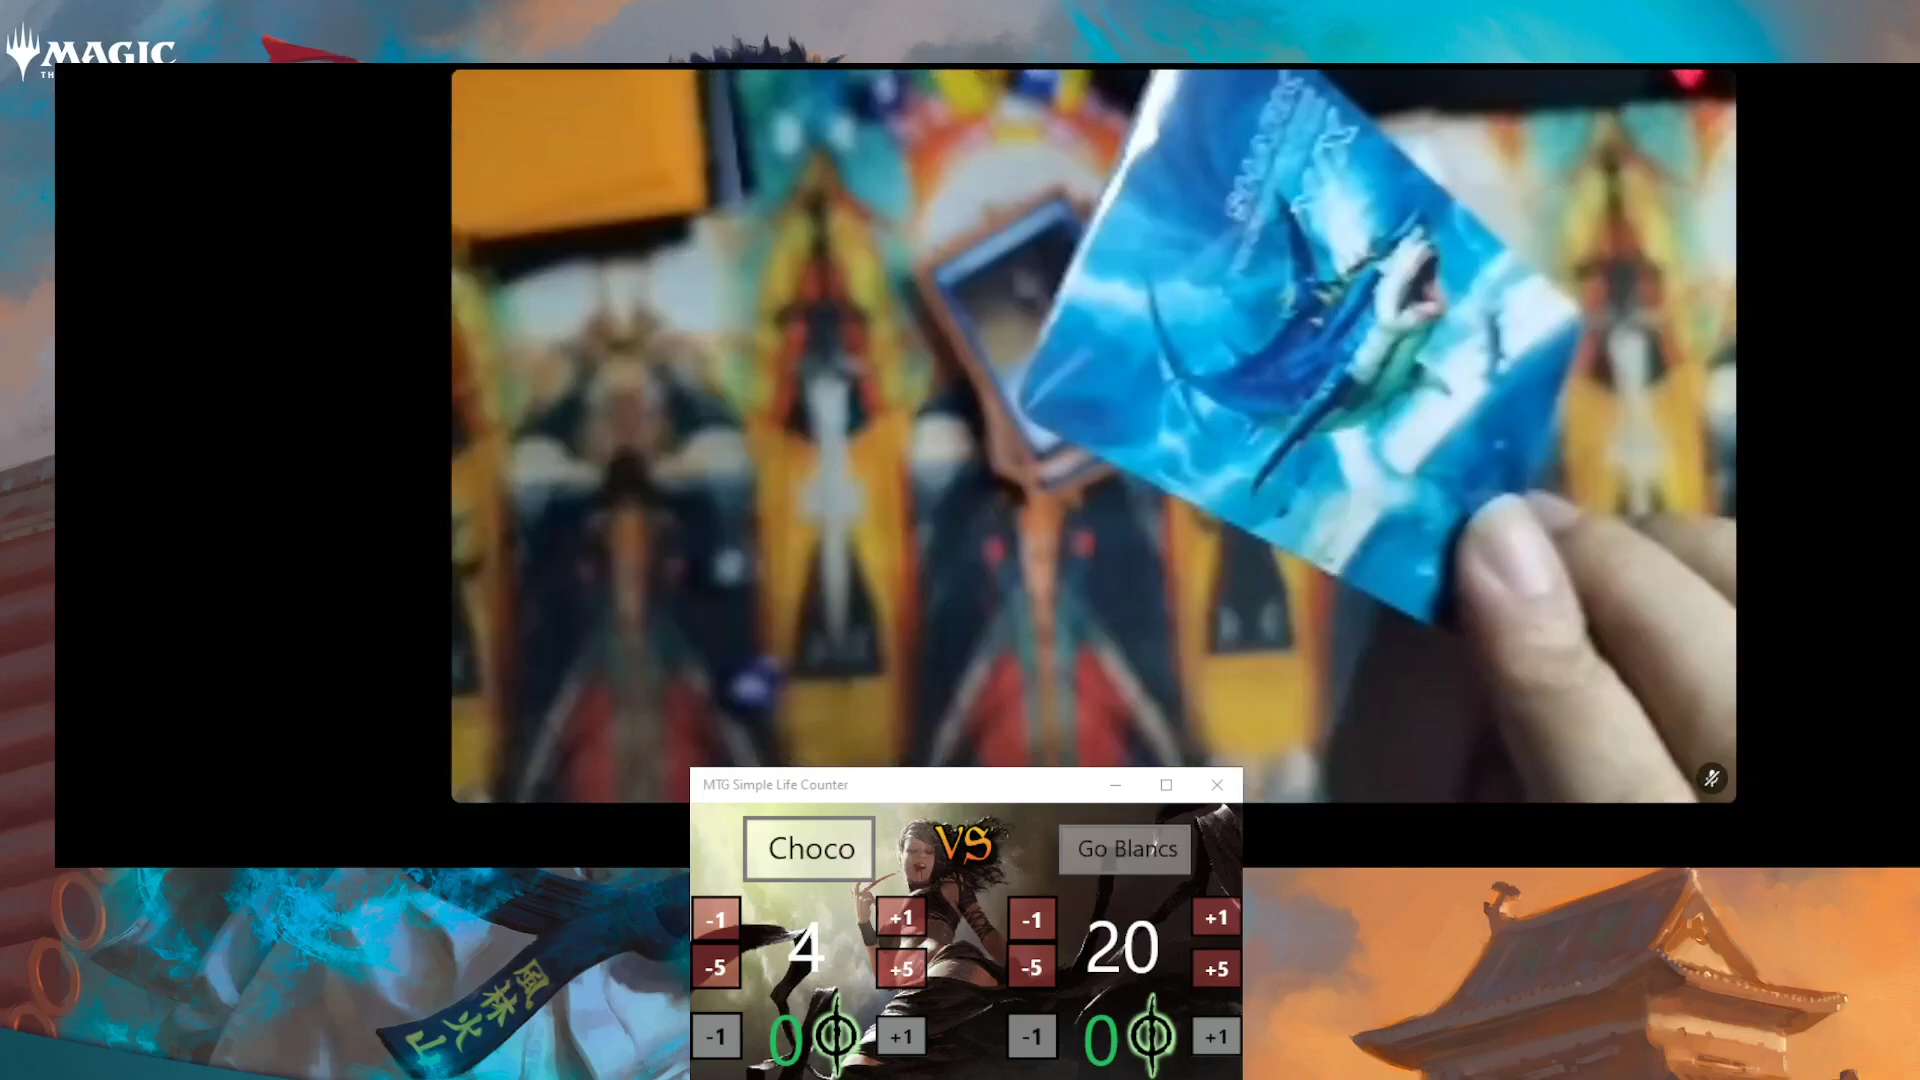 MAGIC
TH
MTG Simple Life Counter
Choco
VS
Go Blancs
-1
4
+1
-1
20
+1
-5
+5
-5
+5
-1
0
+1
-1
0
+1
風林火山